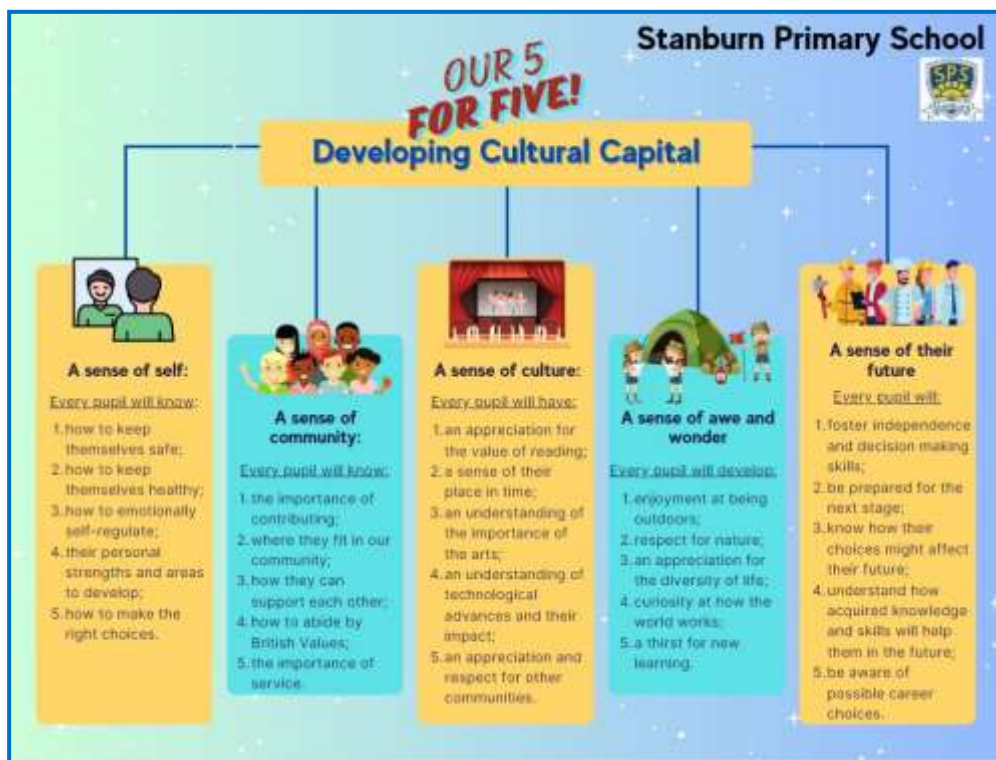 Stanburn Primary School
SPS
OUR 5
FOR FIVE!
Developing Cultural Capital
A sense of self:
Every pupil will know:
1. how to keep
themselves safe;
2. how to keep
themselves healthy;
3. how to emotionally
self-regulate;
4. their personal
strengths and areas
to develop;
5. how to make the
right choices.
A sense of
community:
Every pupil will know:
1. the importance of
contributing;
2. where they fit in our
community;
3. how they can
support each other;
4. how to abide by
British Values;
5. the importance of
service.
A sense of culture:
Every pupil will have:
1. an appreciation for
the value of reading;
2. a sense of their
place in time;
3. an understanding of
the importance of
the arts;
4. an understanding of
technological
advances and their
impact;
5. an appreciation and
respect for other
communities.
A sense of awe and
wonder
Every pupil will develop:
1. enjoyment at being
outdoors;
2. respect for nature;
3. an appreciation for
the diversity of life;
4. curiosity at how the
world works;
5. a thirst for new
learning.
A sense of their
future
Every pupil will:
1. foster independence
and decision making
skills;
2. be prepared for the
next stage;
3. know how their
choices might affect
their future;
4. understand how
acquired knowledge
and skills will help
them in the future;
5. be aware of
possible career
choices.